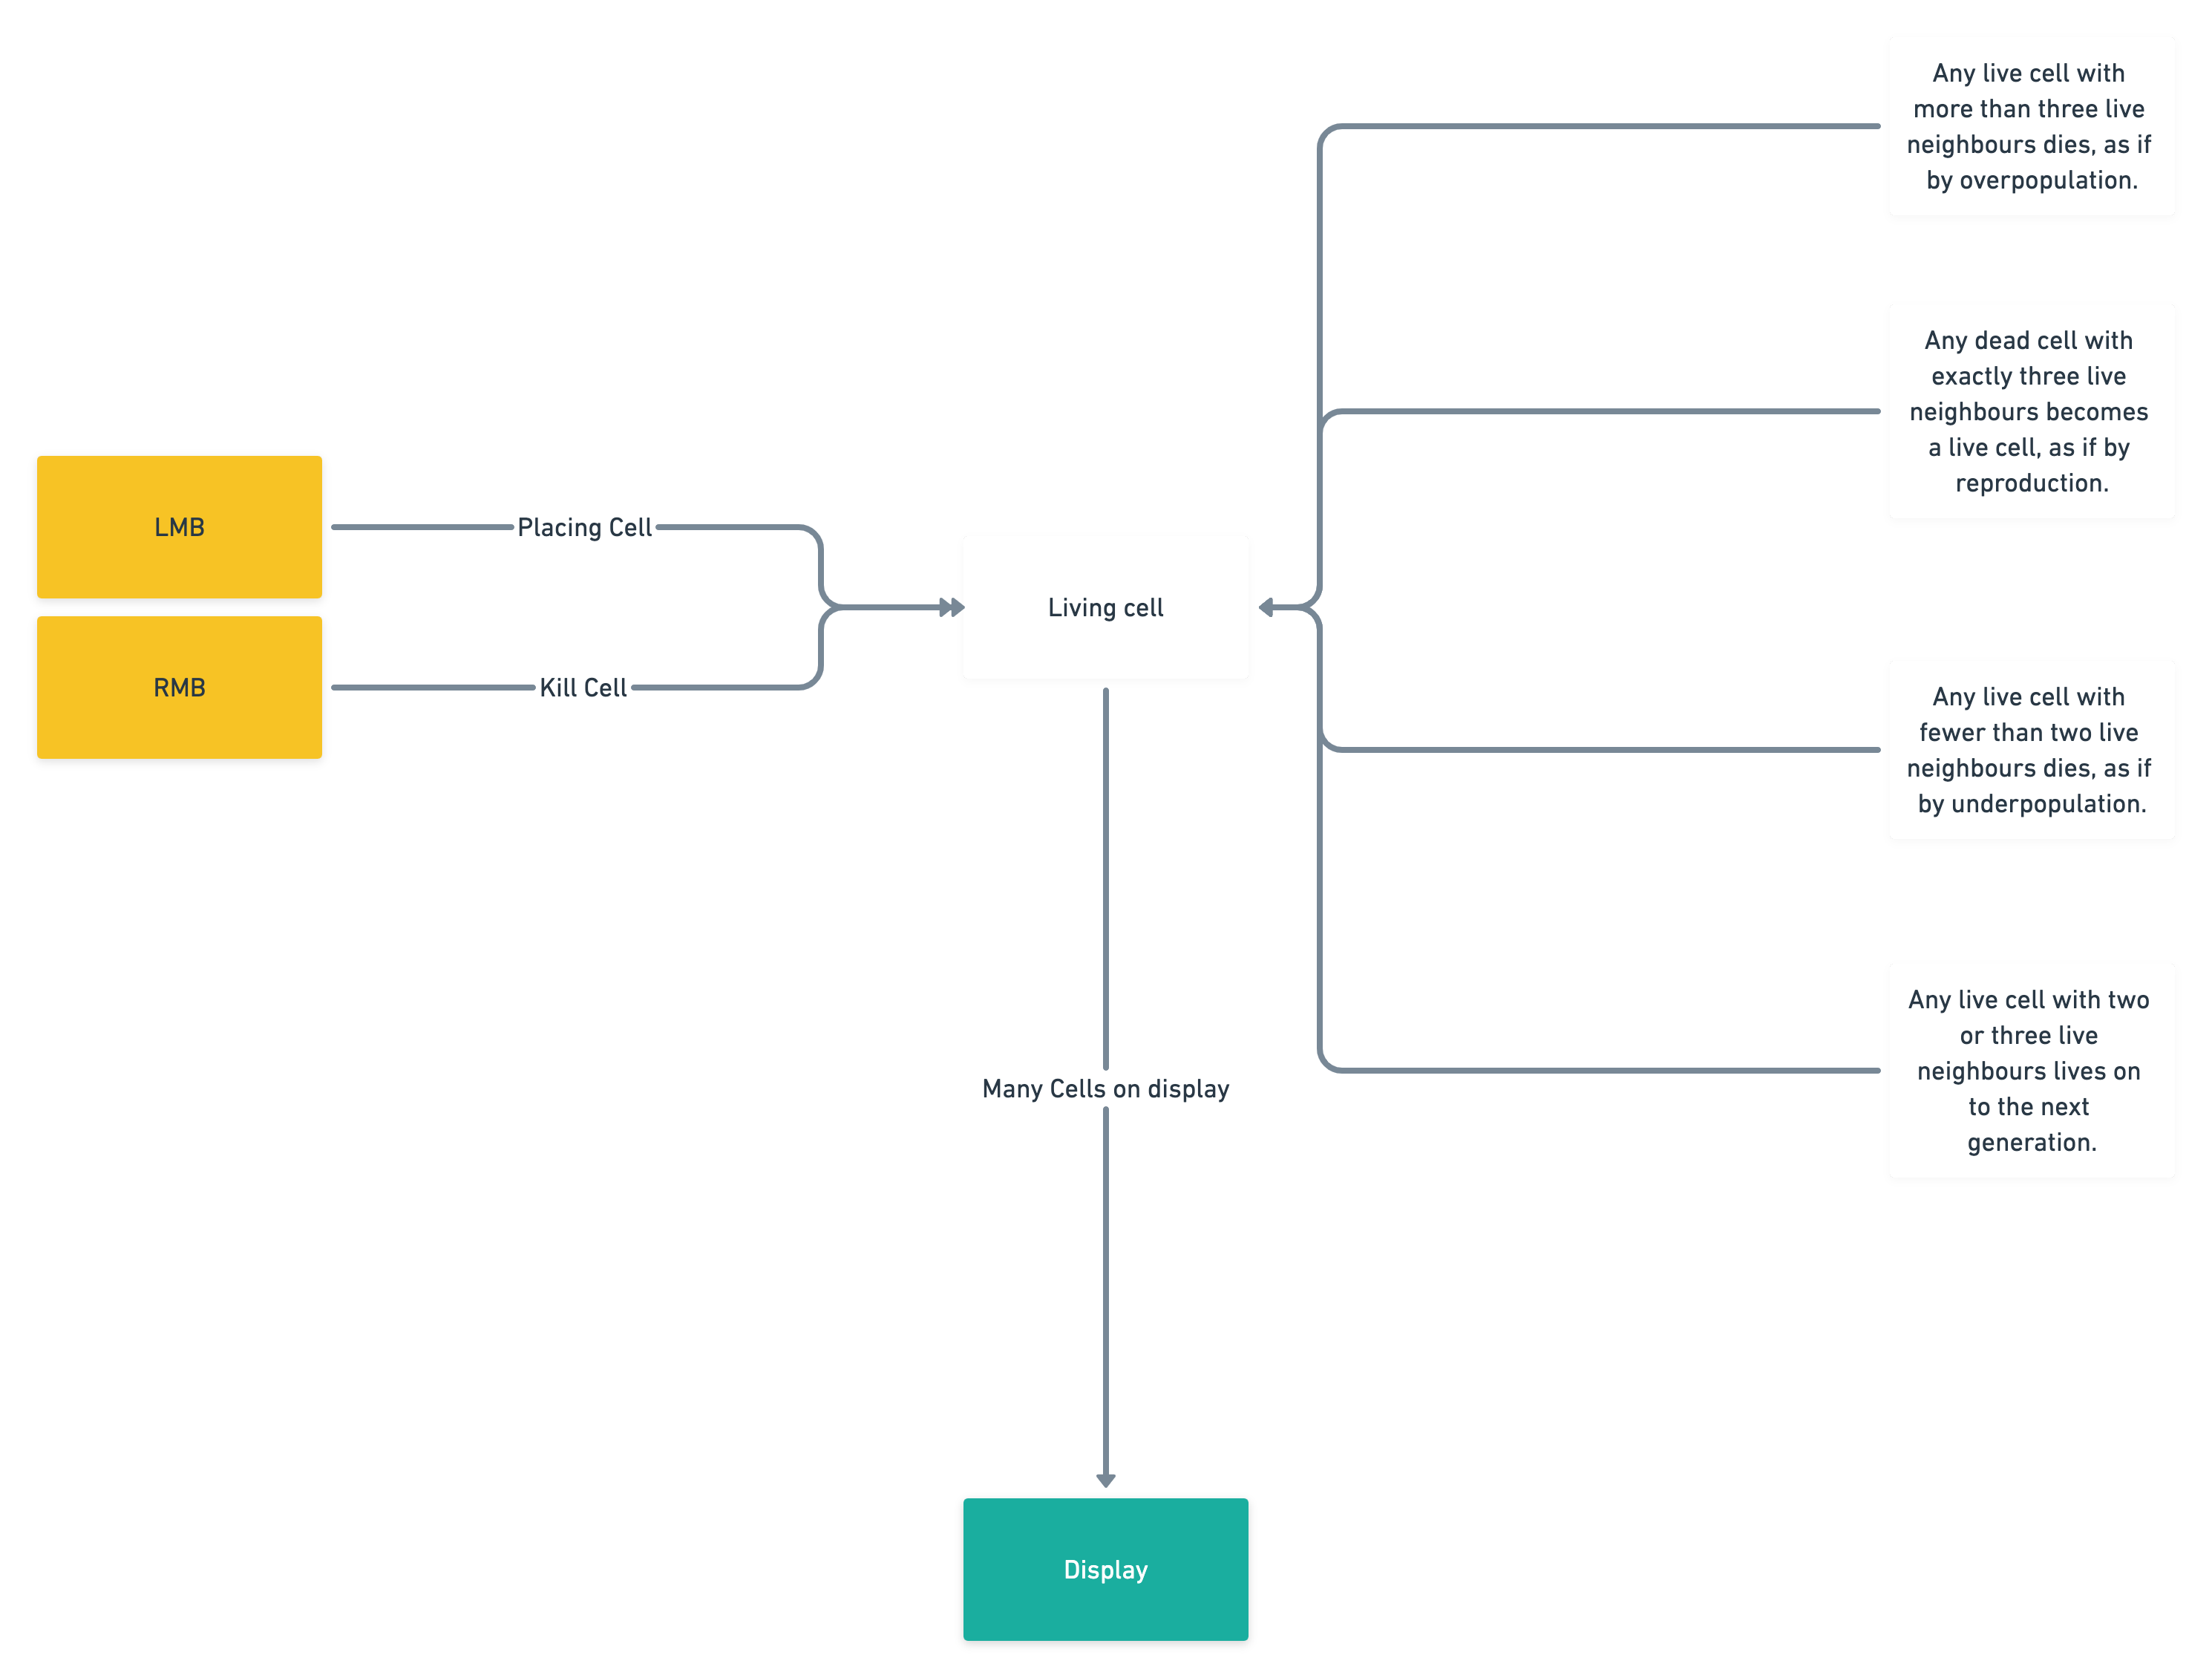 Any live cell with
more than three live
neighbours dies, as if
by overpopulation.
Any dead cell with
exactly three live
neighbours becomes
a live cell, as if by
reproduction.
LMB
Placing Cell
Living cell
RMB
Kill Cell
Any live cell with
fewer than two live
neighbours dies, as if
by underpopulation.
Any live cell with two
or three live
neighbours lives on
to the next
generation.
Many Cells on display
Display